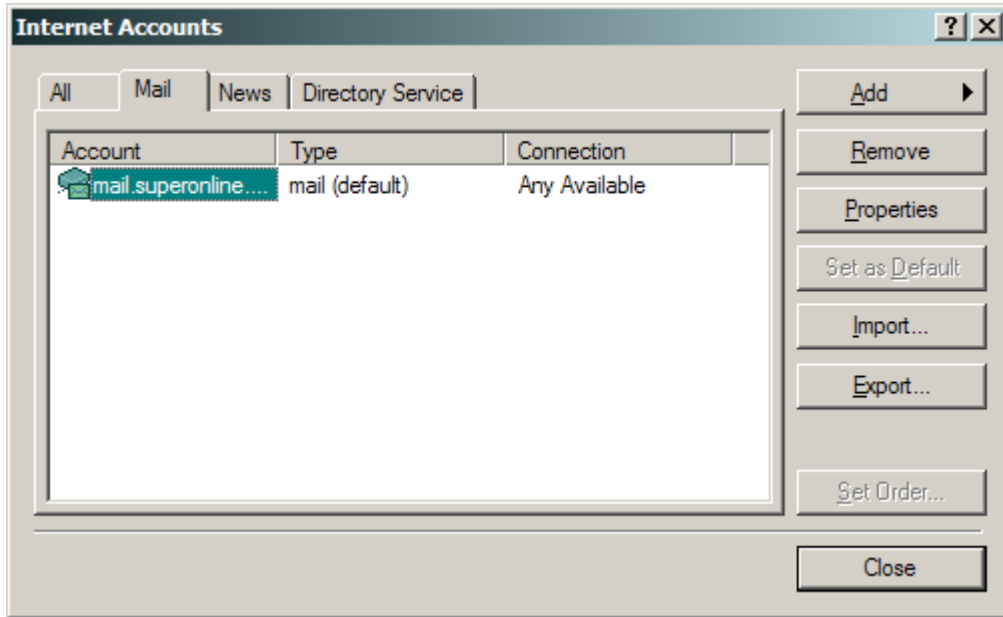 Internet Accounts
All Mail News Directory Service
Add
Remove
Properties
Set as Default
Import...
Export...
Set Order...
Close
Account Type Connection
mail.superonline.... mail (default) Any Available